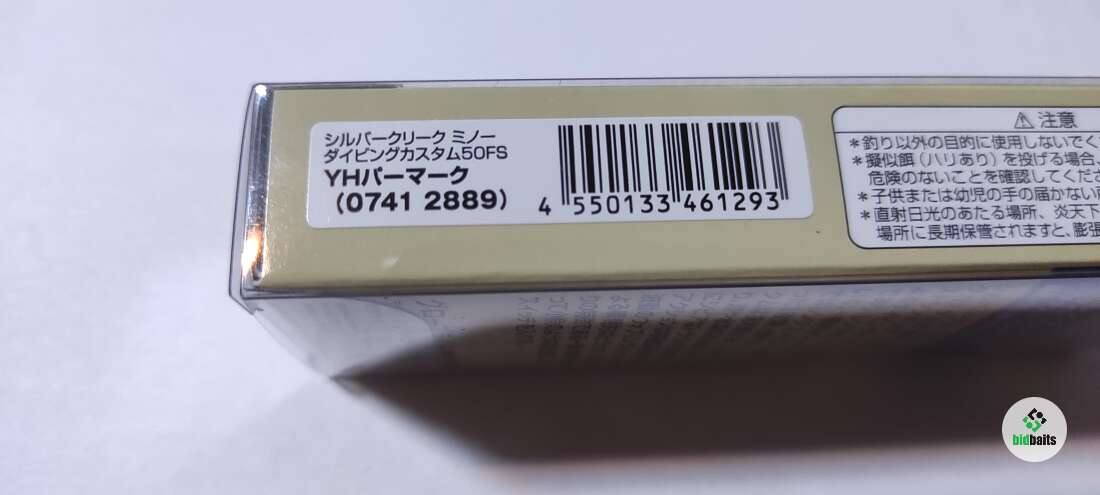 シルバークリーク ミノー
ダイビングカスタム50FS
YHパーマーク
(0741 2889)
4 550133 461293
⚠ 注意
*釣り以外の目的に使用しないでく
*擬似餌(ハリあり)を投げる場合、
危険のないことを確認してくださ
*子供または幼児の手の届かない
*直射日光のあたる場所、炎天下
場所に長期保管されますと、膨張
bidbaits